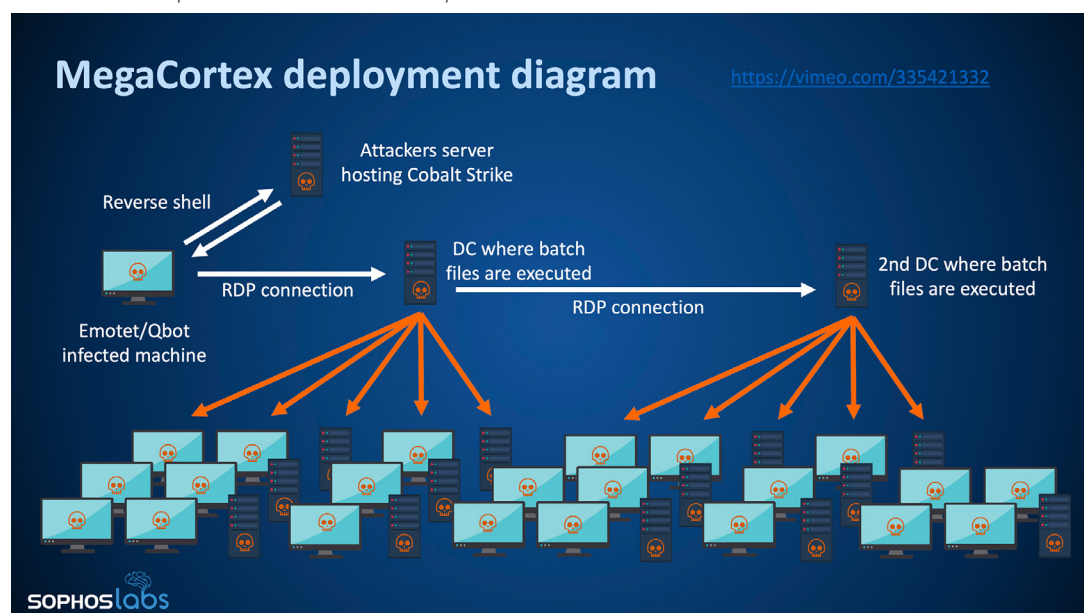 MegaCortex deployment diagram
https://vimeo.com/335421332
Attackers server
hosting Cobalt Strike
Reverse shell
DC where batch
files are executed
2nd DC where batch
files are executed
RDP connection
RDP connection
Emotet/Qbot
infected machine
SOPHOSlabs